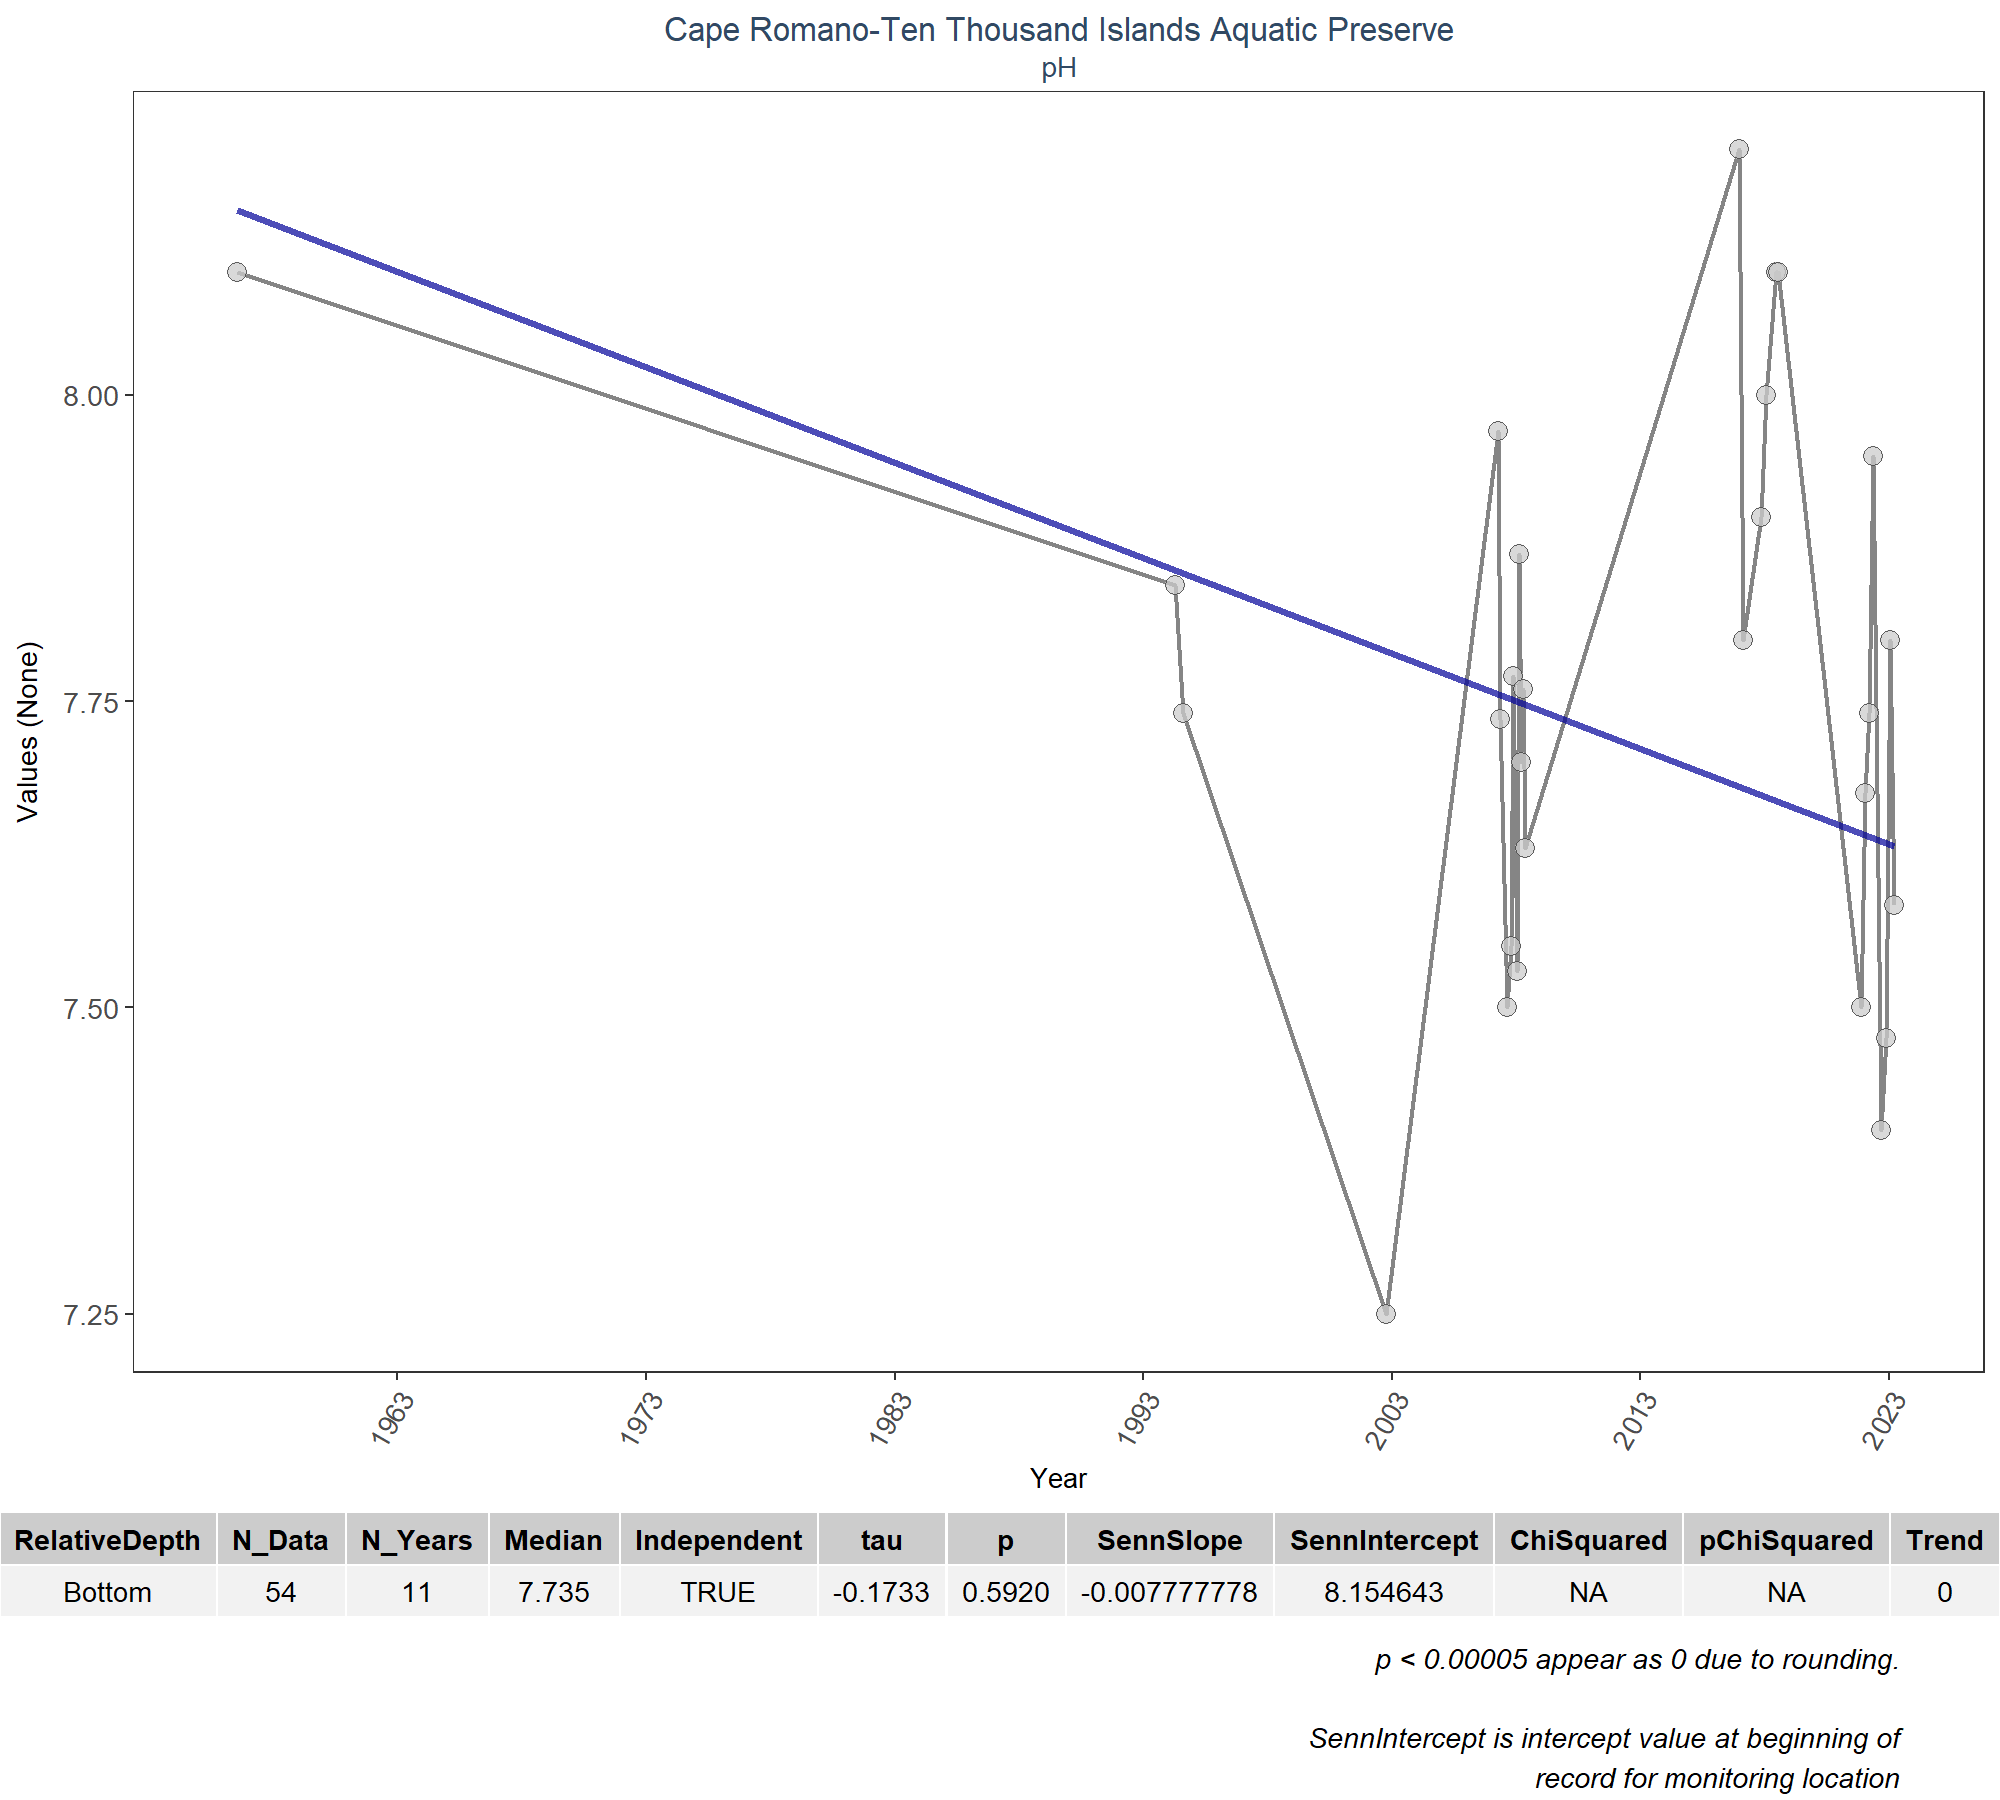 Cape Romano-Ten Thousand Islands Aquatic Preserve
pH
Values (None)
8.00
7.75
7.50
7.25
1963
1973
1983
1993
2003
2013
2023
Year
RelativeDepth N_Data N_Years Median Independent tau p SennSlope SennIntercept ChiSquared pChiSquared Trend
Bottom 54 11 7.735 TRUE -0.1733 0.5920 -0.007777778 8.154643 NA NA 0
p < 0.00005 appear as 0 due to rounding.
SennIntercept is intercept value at beginning of
record for monitoring location